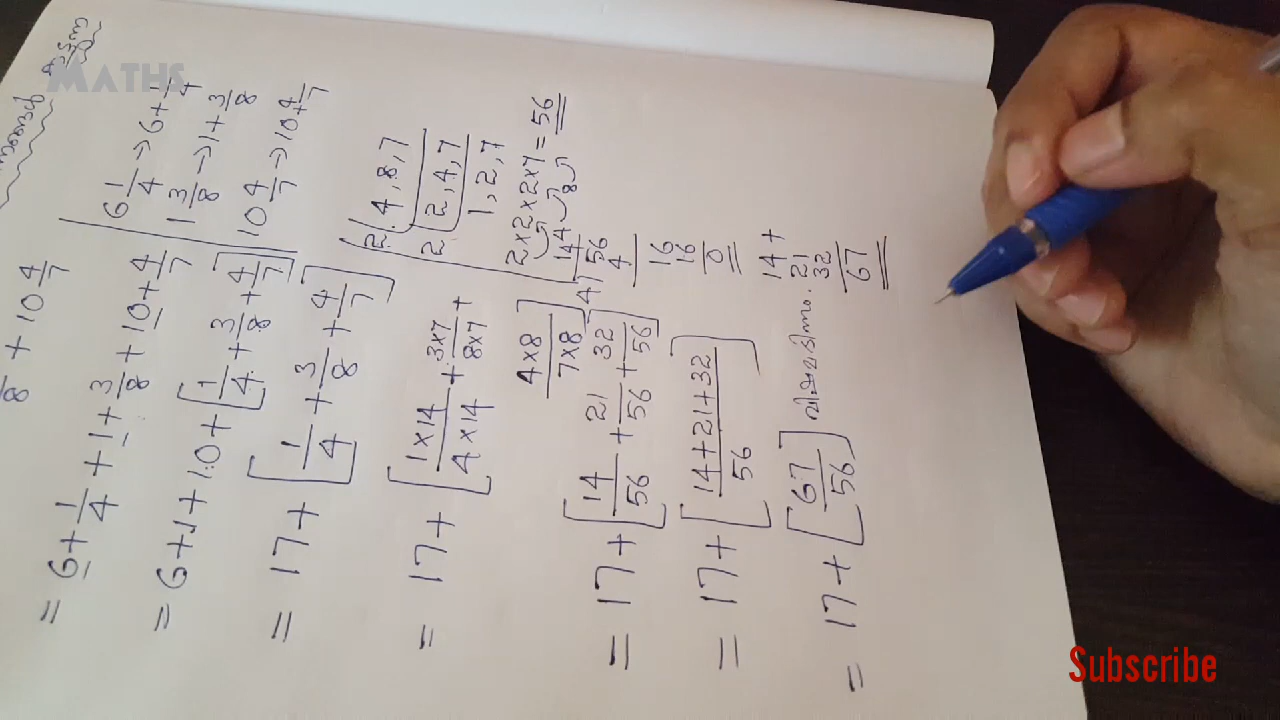 MATHS
/8 + 10 4/7
= 6 + 1/4 + 1 + 3/8 + 10 + 4/7
6 1/4 → 6 + 1/4
1 3/8 → 1 + 3/8
10 4/7 → 10 + 4/7
= 6 + 1 + 10 + [1/4 + 3/8 + 4/7]
= 17 + [1/4 + 3/8 + 4/7]
2 | 4, 8, 7
2 | 2, 4, 7
1, 2, 7
2×2×2×7 = 56
= 17 + [1×14/4×14 + 3×7/8×7 +
4×8/7×8]
14
4 56
4
16
16
0
= 17 + [14/56 + 21/56 + 32/56]
= 17 + [14+21+32/56]
= 17 + [67/56]
14 +
21
32
67
Subscribe